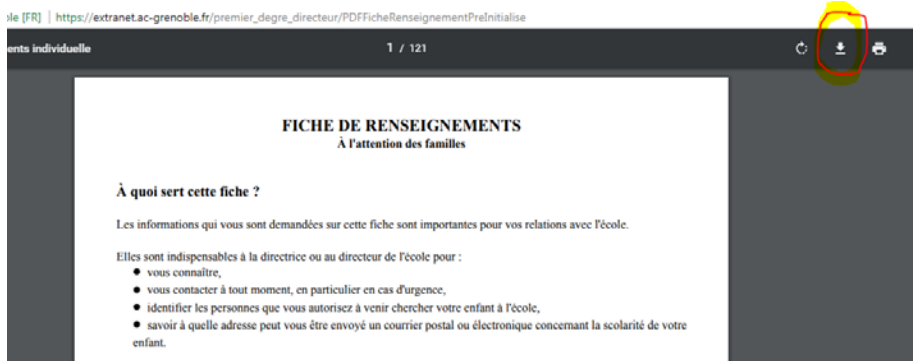 ole [FR] | https://extranet.ac-grenoble.fr/premier_degre_directeur/PDFFicheRenseignementPreInitialise
ents individuelle 1 / 121
FICHE DE RENSEIGNEMENTS
À l'attention des familles
À quoi sert cette fiche ?
Les informations qui vous sont demandées sur cette fiche sont importantes pour vos relations avec l'école.
Elles sont indispensables à la directrice ou au directeur de l'école pour :
● vous connaître,
● vous contacter à tout moment, en particulier en cas d'urgence,
● identifier les personnes que vous autorisez à venir chercher votre enfant à l'école,
● savoir à quelle adresse peut vous être envoyé un courrier postal ou électronique concernant la scolarité de votre
enfant.